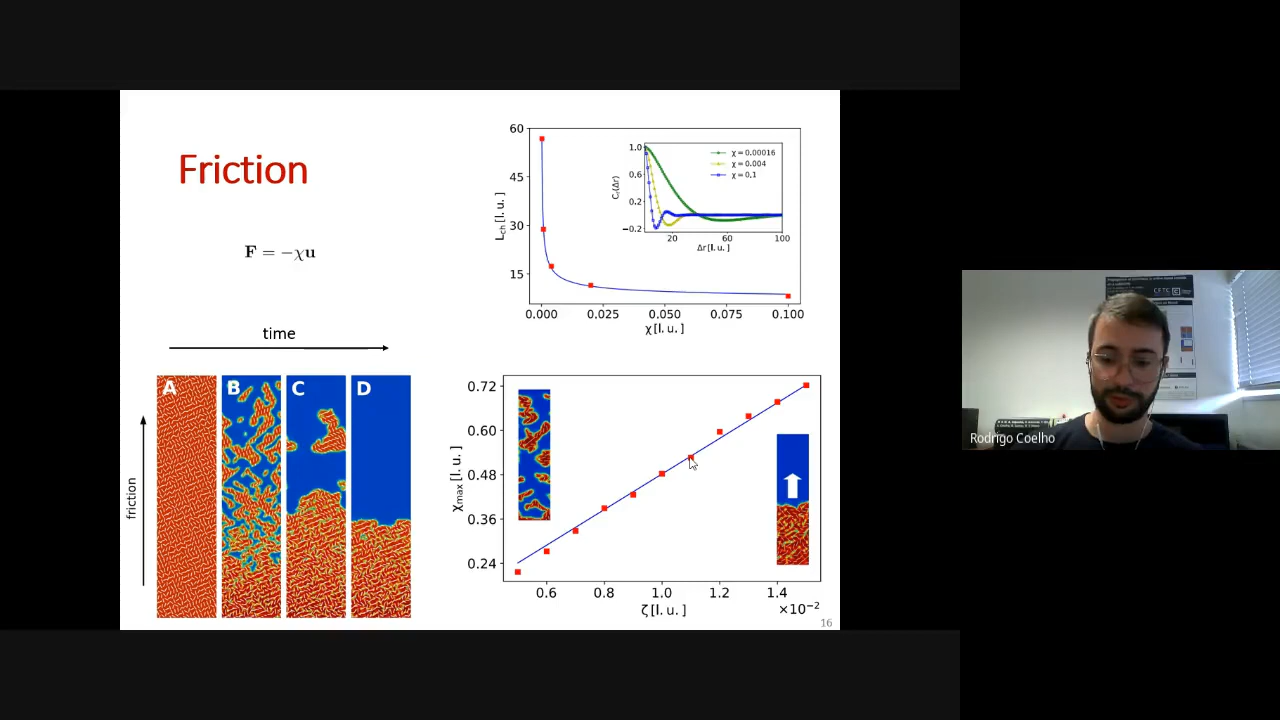 Friction
F = −χu
time
friction
A
B
C
D
60
45
30
15
L_ch [l. u. ]
0.000
0.025
0.050
0.075
0.100
χ [l. u. ]
1.0
0.6
0.2
−0.2
C_t(Δr)
20
60
100
Δr [l. u. ]
χ = 0.00016
χ = 0.004
χ = 0.1
0.72
0.60
0.48
0.36
0.24
χ_max [l. u. ]
0.6
0.8
1.0
1.2
1.4
×10⁻²
ζ [l. u. ]
16
CFTC
Rodrigo Coelho